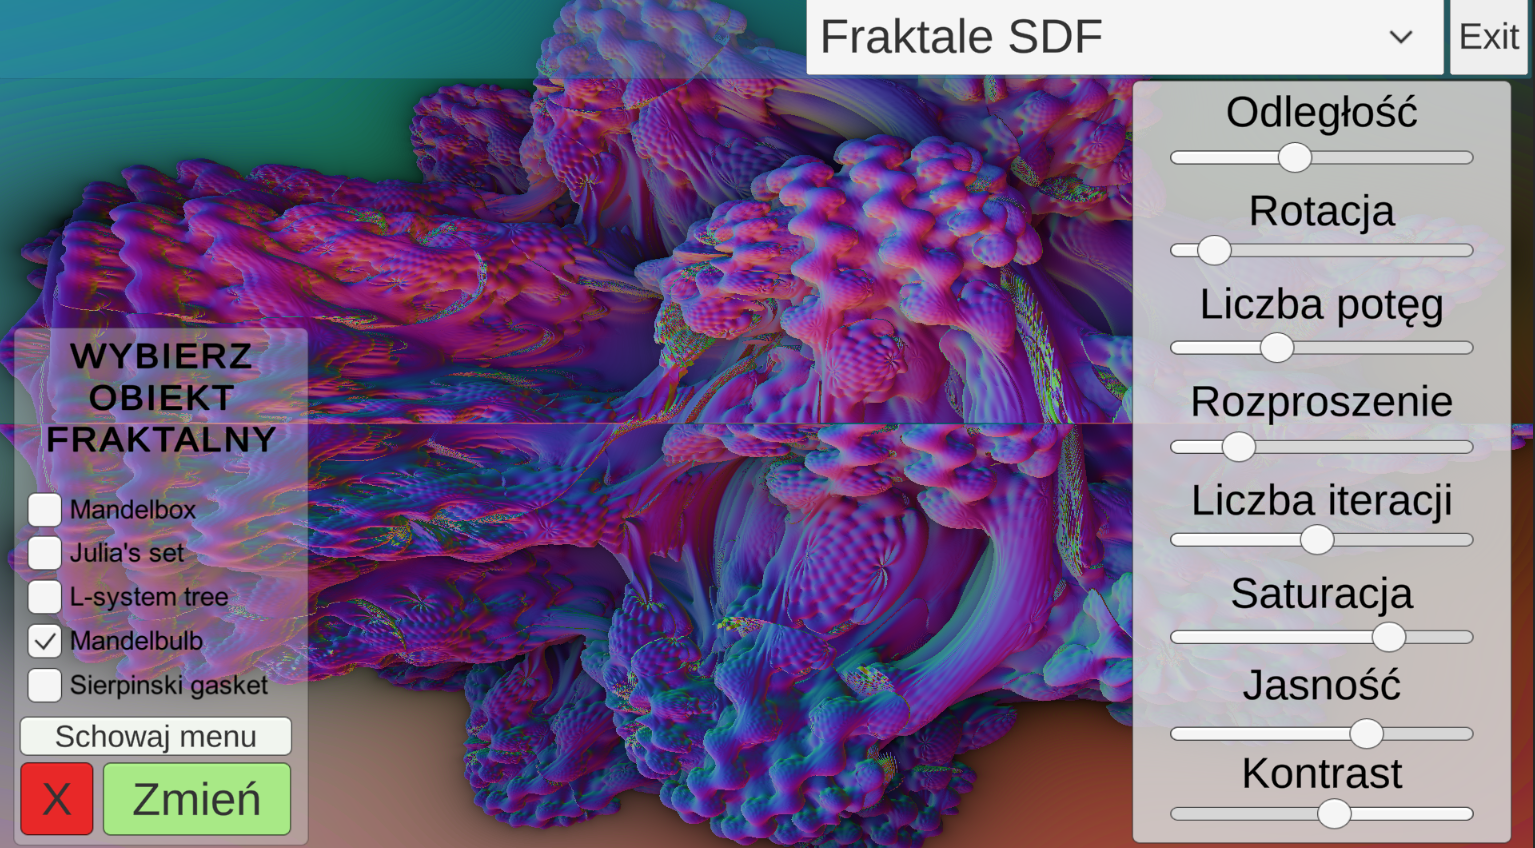 Fraktale SDF
Exit
Odległość
Rotacja
Liczba potęg
Rozproszenie
Liczba iteracji
Saturacja
Jasność
Kontrast
WYBIERZ
OBIEKT
FRAKTALNY
Mandelbox
Julia's set
L-system tree
Mandelbulb
Sierpinski gasket
Schowaj menu
X
Zmień